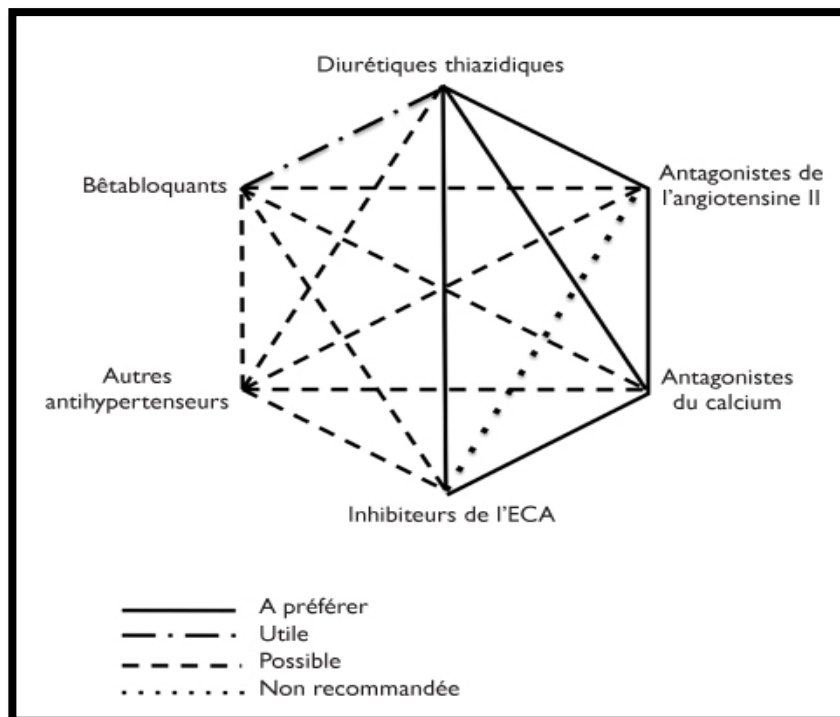 Diurétiques thiazidiques
Bêtabloquants
Antagonistes de
l'angiotensine II
Autres
antihypertenseurs
Antagonistes
du calcium
Inhibiteurs de l'ECA
A préférer
Utile
Possible
Non recommandée